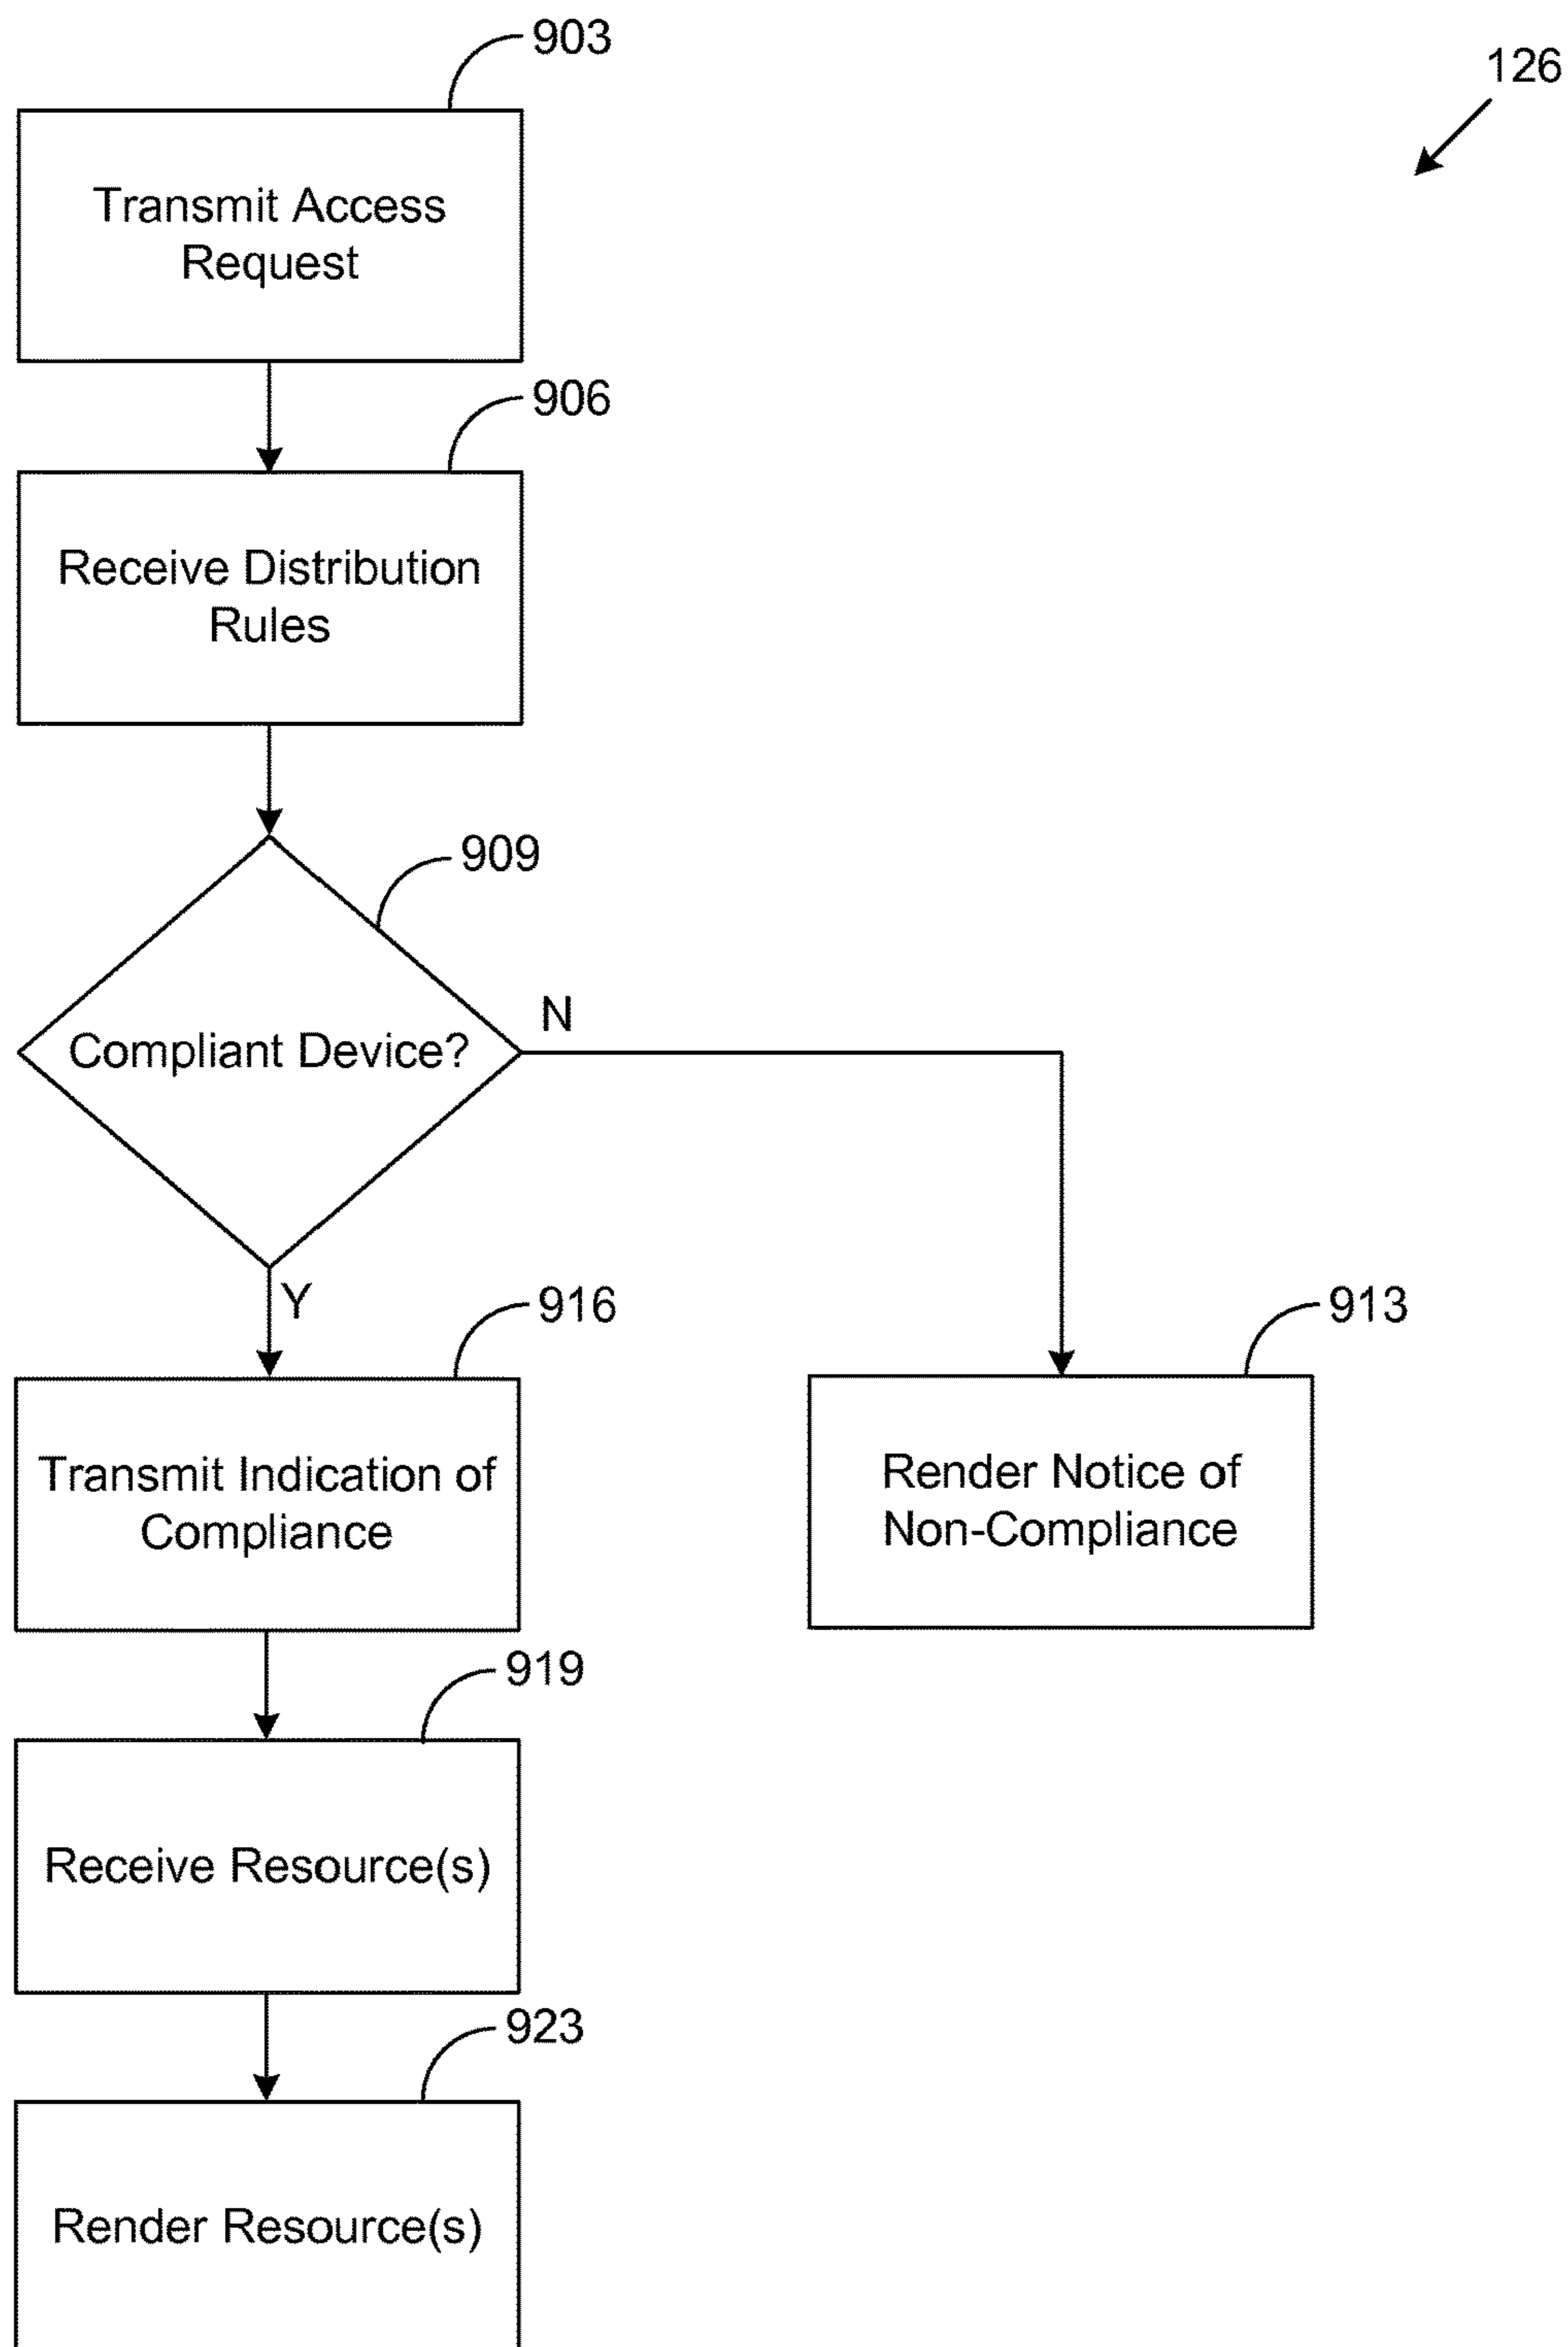 903
126
Transmit Access
Request
906
Receive Distribution
Rules
909
Compliant Device?
N
Y
916
Transmit Indication of
Compliance
913
Render Notice of
Non-Compliance
919
Receive Resource(s)
923
Render Resource(s)